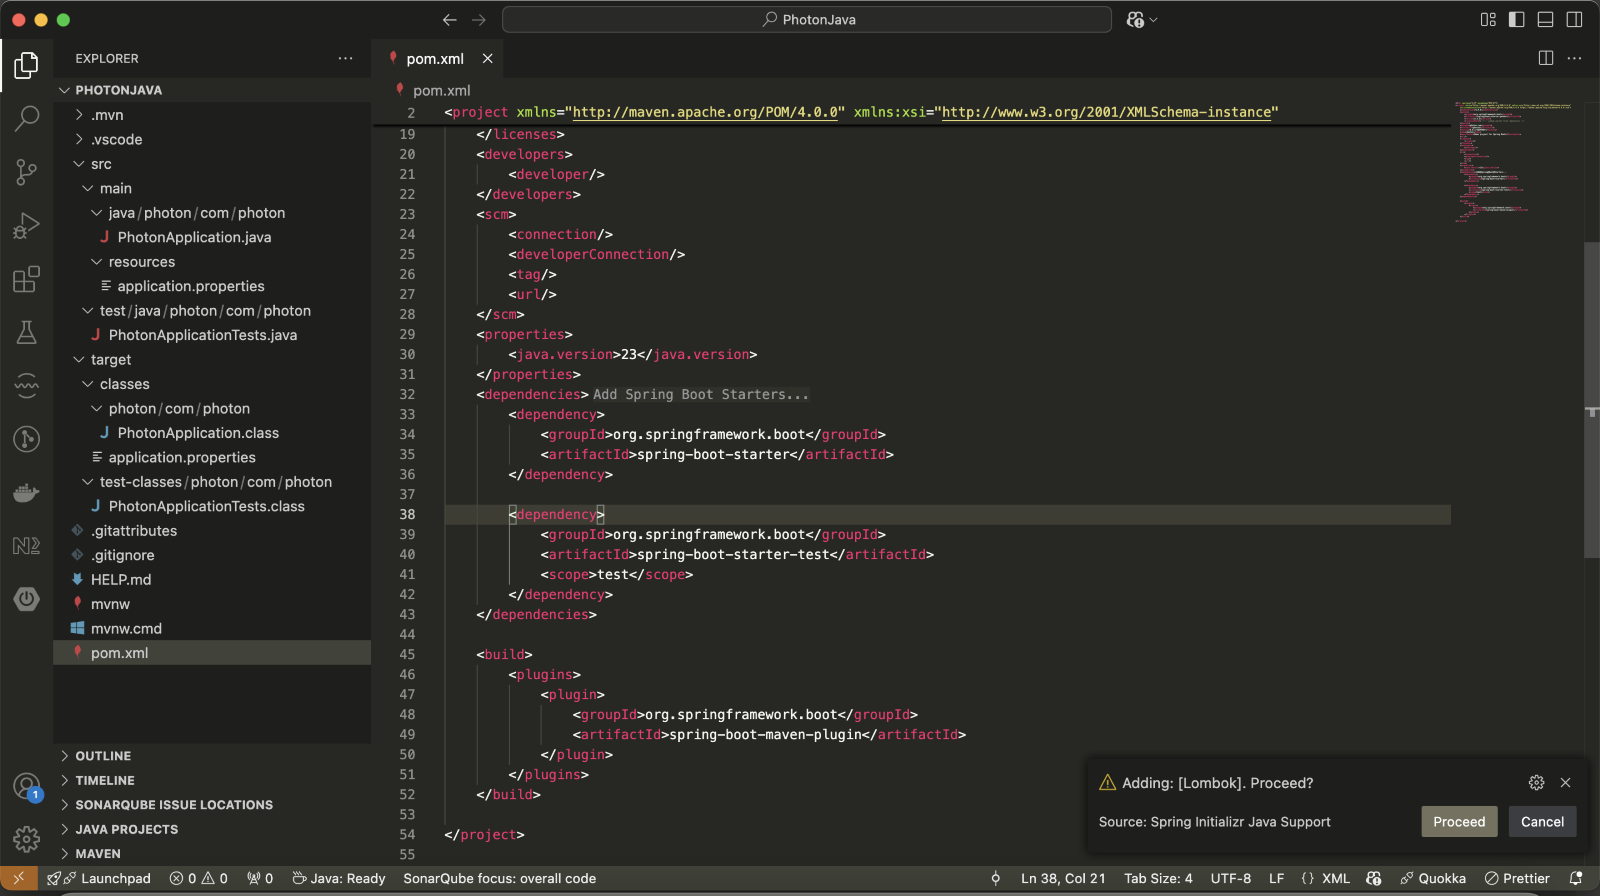 PhotonJava
EXPLORER
PHOTONJAVA
.mvn
.vscode
src
main
java/photon/com/photon
PhotonApplication.java
resources
application.properties
test/java/photon/com/photon
PhotonApplicationTests.java
target
classes
photon/com/photon
PhotonApplication.class
application.properties
test-classes/photon/com/photon
PhotonApplicationTests.class
.gitattributes
.gitignore
HELP.md
mvnw
mvnw.cmd
pom.xml
OUTLINE
TIMELINE
SONARQUBE ISSUE LOCATIONS
JAVA PROJECTS
MAVEN
1
pom.xml
pom.xml
2 <project xmlns="http://maven.apache.org/POM/4.0.0" xmlns:xsi="http://www.w3.org/2001/XMLSchema-instance"
19 </licenses>
20 <developers>
21 <developer/>
22 </developers>
23 <scm>
24 <connection/>
25 <developerConnection/>
26 <tag/>
27 <url/>
28 </scm>
29 <properties>
30 <java.version>23</java.version>
31 </properties>
32 <dependencies> Add Spring Boot Starters...
33 <dependency>
34 <groupId>org.springframework.boot</groupId>
35 <artifactId>spring-boot-starter</artifactId>
36 </dependency>
37
38 <dependency>
39 <groupId>org.springframework.boot</groupId>
40 <artifactId>spring-boot-starter-test</artifactId>
41 <scope>test</scope>
42 </dependency>
43 </dependencies>
44
45 <build>
46 <plugins>
47 <plugin>
48 <groupId>org.springframework.boot</groupId>
49 <artifactId>spring-boot-maven-plugin</artifactId>
50 </plugin>
51 </plugins>
52 </build>
53
54 </project>
55
Adding: [Lombok]. Proceed?
Source: Spring Initializr Java Support
Proceed
Cancel
Launchpad 0 0 0 Java: Ready SonarQube focus: overall code Ln 38, Col 21 Tab Size: 4 UTF-8 LF {} XML Quokka Prettier